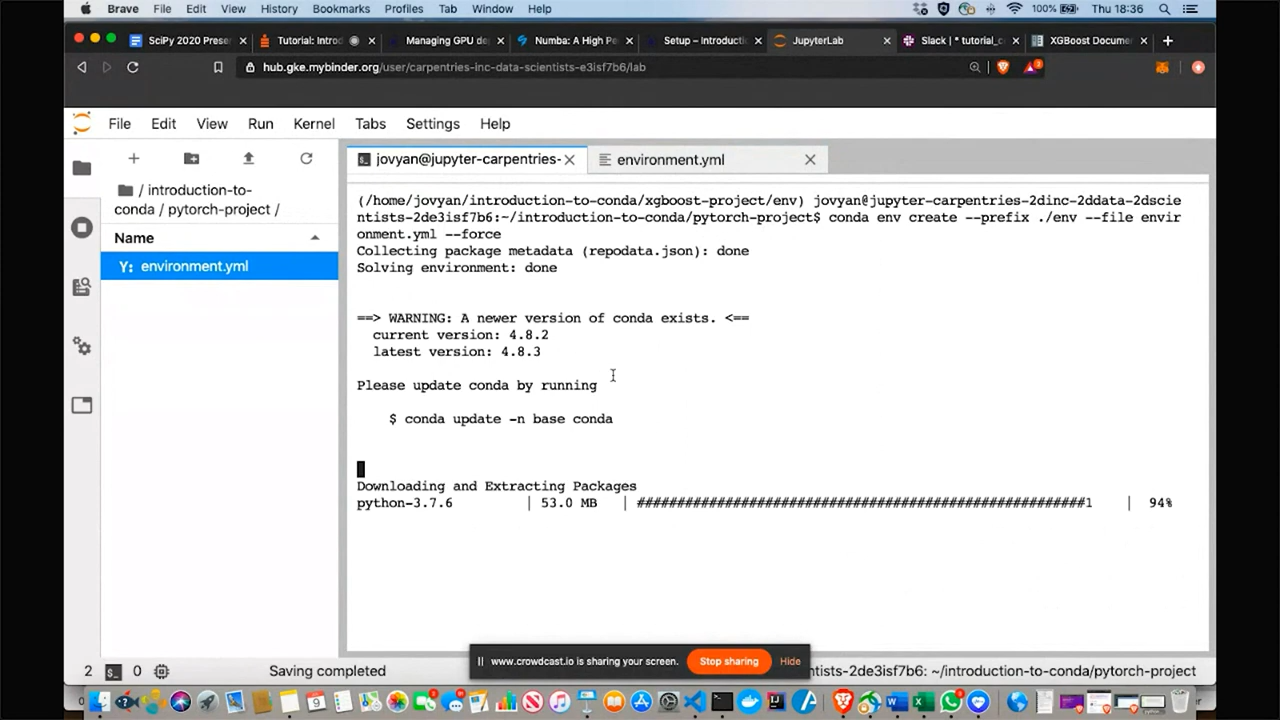 Brave File Edit View History Bookmarks Profiles Tab Window Help 100% Thu 18:36
SciPy 2020 Prese Tutorial: Introd Managing GPU de Numba: A High P Setup – Introductio JupyterLab Slack | * tutorial_c XGBoost Docume
hub.gke.mybinder.org/user/carpentries-inc-data-scientists-e3isf7b6/lab
File Edit View Run Kernel Tabs Settings Help
jovyan@jupyter-carpentries- environment.yml
/ introduction-to-
conda / pytorch-project /
Name
Y: environment.yml
(/home/jovyan/introduction-to-conda/xgboost-project/env) jovyan@jupyter-carpentries-2dinc-2ddata-2dscie
ntists-2de3isf7b6:~/introduction-to-conda/pytorch-project$ conda env create --prefix ./env --file envir
onment.yml --force
Collecting package metadata (repodata.json): done
Solving environment: done
==> WARNING: A newer version of conda exists. <==
current version: 4.8.2
latest version: 4.8.3
Please update conda by running
$ conda update -n base conda
Downloading and Extracting Packages
python-3.7.6 | 53.0 MB | ########################################################1 | 94%
www.crowdcast.io is sharing your screen. Stop sharing Hide
2 0 Saving completed ntists-2de3isf7b6: ~/introduction-to-conda/pytorch-project